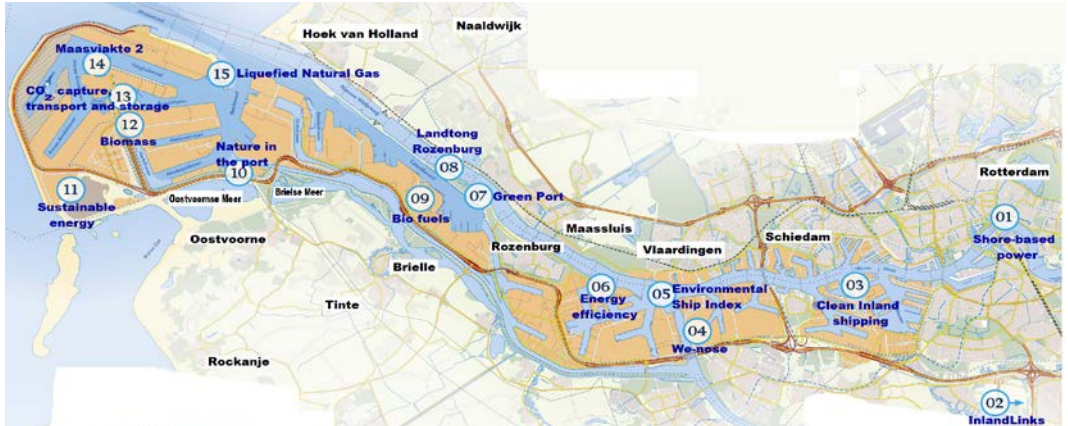 Naaldwijk
Hoek van Holland
Maasvlakte 2
14
15
Liquefied Natural Gas
CO2 capture,
transport and storage
13
12
Biomass
Nature in
the port
10
11
Sustainable
energy
Oostvoornse Meer
Brielse Meer
Oostvoorne
Landtong
Rozenburg
08
09
Bio fuels
07
Green Port
Maassluis
Rozenburg
Vlaardingen
Schiedam
Rotterdam
01
Shore-based
power
Brielle
Tinte
Rockanje
06
Energy
efficiency
05
Environmental
Ship Index
04
We-nose
03
Clean Inland
shipping
02
InlandLinks